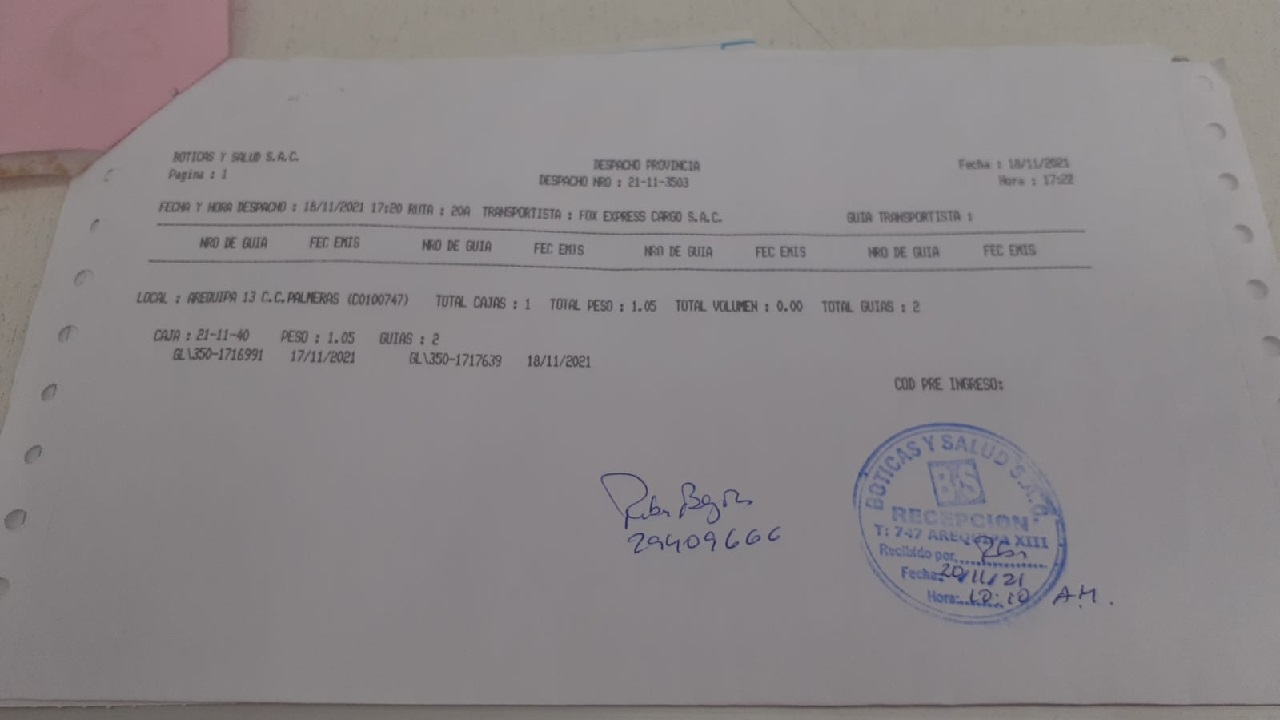 BOTICAS Y SALUD S.A.C.
DESPACHO PROVINCIA
Fecha : 18/11/2021
Pagina : 1
DESPACHO NRO : 21-11-3503
Hora : 17:22
FECHA Y HORA DESPACHO : 18/11/2021 17:20 RUTA : 20A TRANSPORTISTA : FOX EXPRESS CARGO S.A.C. GUIA TRANSPORTISTA :
NRO DE GUIA FEC EMIS NRO DE GUIA FEC EMIS NRO DE GUIA FEC EMIS NRO DE GUIA FEC EMIS
LOCAL : AREQUIPA 13 C.C.PALMERAS (C0100747) TOTAL CAJAS : 1 TOTAL PESO : 1.05 TOTAL VOLUMEN : 0.00 TOTAL GUIAS : 2
CAJA : 21-11-40 PESO : 1.05 GUIAS : 2
GL\350-1716991 17/11/2021 GL\350-1717639 18/11/2021
COD PRE INGRESO:
BOTICAS Y SALUD S.A.C.
B&S
RECEPCION
T: 747 AREQUIPA XIII
Recibido por
Fecha: 20/11/21
Hora: 10:10 A.M.
29409666